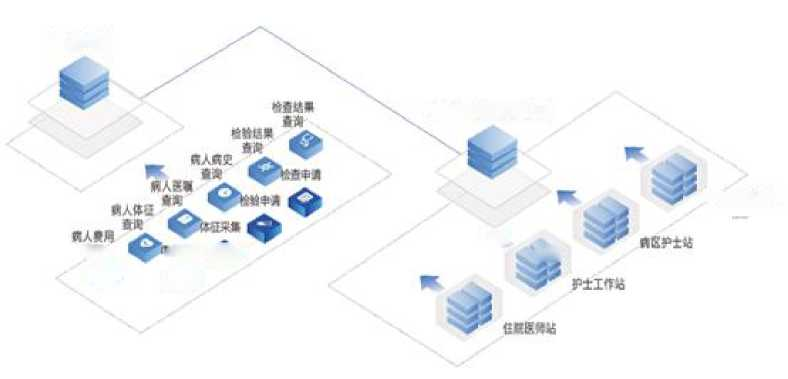 检查结果
查询
检验结果
查询
病人病史
查询
检查申请
病人医嘱
查询
检验申请
病人体征
查询
体征采集
病人费用
病区护士站
护士工作站
住院医师站